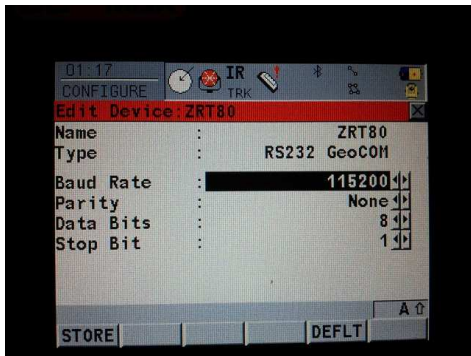 01:17
IR
CONFIGURE
TRK
Edit Device:ZRT80
Name : ZRT80
Type : RS232 GeoCOM
Baud Rate : 115200
Parity : None
Data Bits : 8
Stop Bit : 1
A
STORE DEFLT